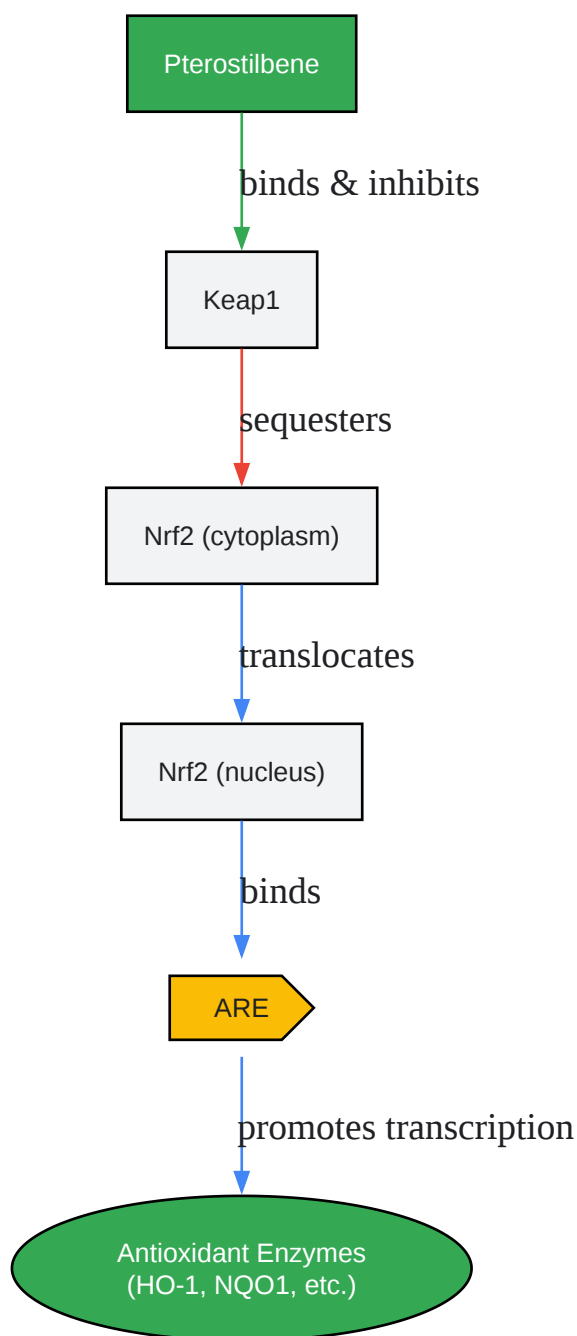 Pterostilbene
binds & inhibits
Keap1
sequesters
Nrf2 (cytoplasm)
translocates
Nrf2 (nucleus)
binds
ARE
promotes transcription
Antioxidant Enzymes
(HO-1, NQO1, etc.)